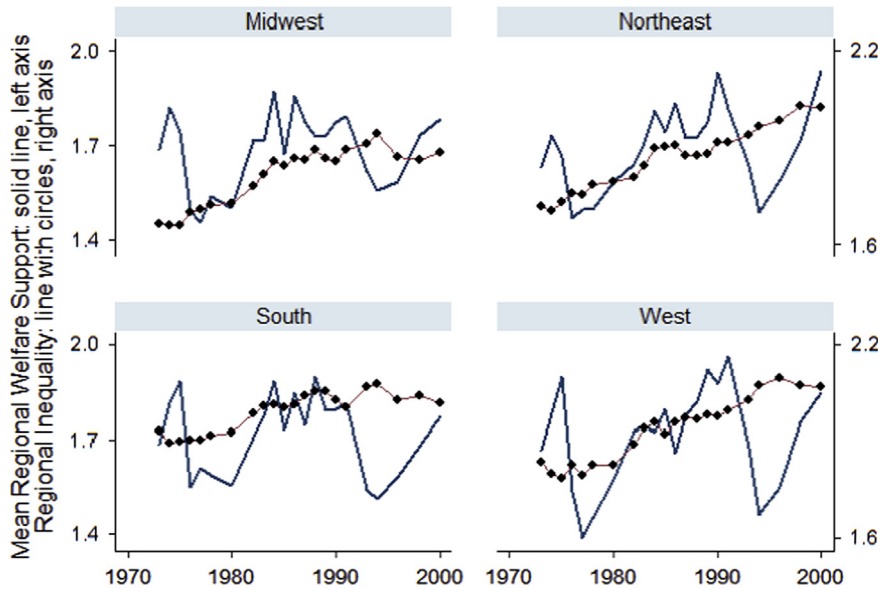 Mean Regional Welfare Support: solid line, left axis
Regional Inequality: line with circles, right axis
Midwest
Northeast
2.0
1.7
1.4
2.2
1.6
South
West
2.0
1.7
1.4
2.2
1.6
1970 1980 1990 2000
1970 1980 1990 2000